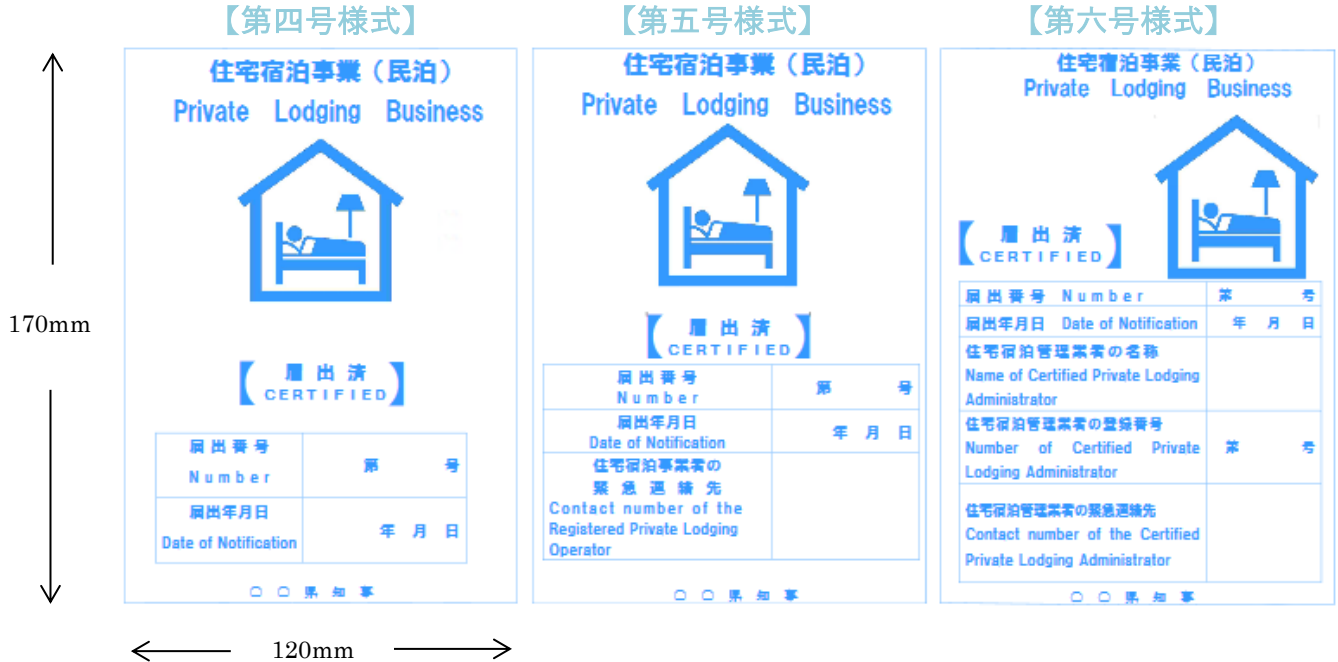 【第四号様式】
住宅宿泊事業（民泊）
Private Lodging Business
【届出済
CERTIFIED】
届出番号
Number
第 号
届出年月日
Date of Notification
年 月 日
〇〇県知事
【第五号様式】
住宅宿泊事業（民泊）
Private Lodging Business
【届出済
CERTIFIED】
届出番号
Number
第 号
届出年月日
Date of Notification
年 月 日
住宅宿泊事業者の
緊急連絡先
Contact number of the
Registered Private Lodging
Operator
〇〇県知事
【第六号様式】
住宅宿泊事業（民泊）
Private Lodging Business
【届出済
CERTIFIED】
届出番号 Number
第 号
届出年月日 Date of Notification
年 月 日
住宅宿泊管理業者の名称
Name of Certified Private Lodging
Administrator
住宅宿泊管理業者の登録番号
Number of Certified Private
Lodging Administrator
第 号
住宅宿泊管理業者の緊急連絡先
Contact number of the Certified
Private Lodging Administrator
〇〇県知事
170mm
120mm